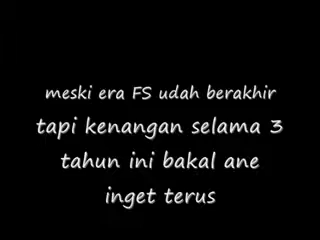 meski era FS udah berakhir
tapi kenangan selama 3
tahun ini bakal ane
inget terus